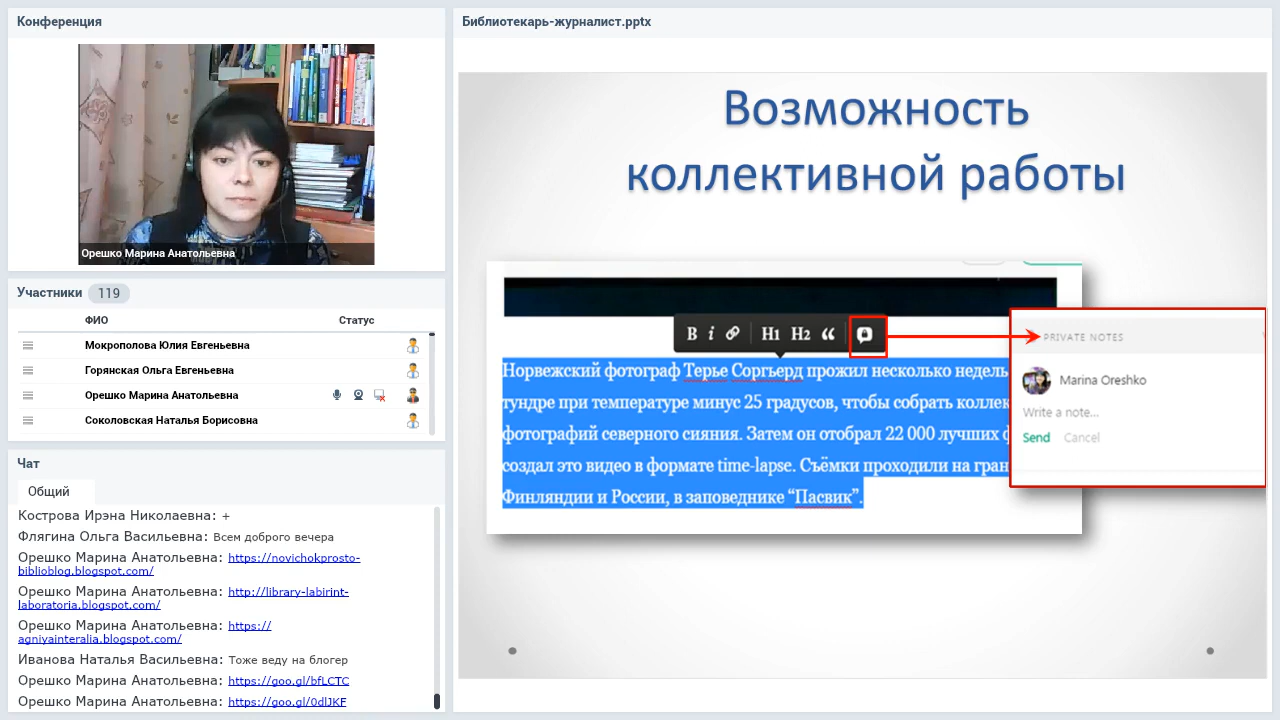 Конференция
Орешко Марина Анатольевна
Участники 119
ФИО Статус
Мокрополова Юлия Евгеньевна
Горянская Ольга Евгеньевна
Орешко Марина Анатольевна
Соколовская Наталья Борисовна
Чат
Общий
Кострова Ирэна Николаевна: +
Флягина Ольга Васильевна: Всем доброго вечера
Орешко Марина Анатольевна: https://novichokprosto-
biblioblog.blogspot.com/
Орешко Марина Анатольевна: http://library-labirint-
laboratoria.blogspot.com/
Орешко Марина Анатольевна: https://
agniyainteralia.blogspot.com/
Иванова Наталья Васильевна: Тоже веду на блогер
Орешко Марина Анатольевна: https://goo.gl/bfLCTC
Орешко Марина Анатольевна: https://goo.gl/0dlJKF
Библиотекарь-журналист.pptx
Возможность
коллективной работы
B i H1 H2 “
Норвежский фотограф Терье Соргьерд прожил несколько недель
тундре при температуре минус 25 градусов, чтобы собрать коллек
фотографий северного сияния. Затем он отобрал 22 000 лучших ф
создал это видео в формате time-lapse. Съёмки проходили на гран
Финляндии и России, в заповеднике “Пасвик”.
PRIVATE NOTES
Marina Oreshko
Write a note...
Send Cancel